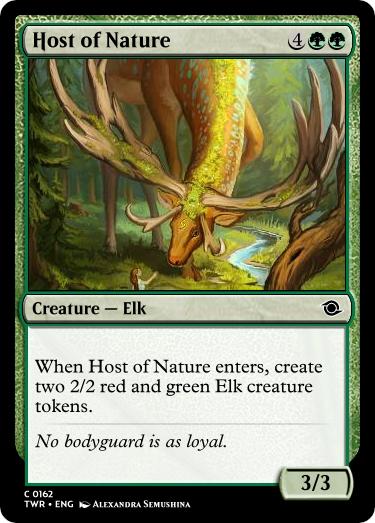 Host of Nature 4
Creature — Elk
When Host of Nature enters, create
two 2/2 red and green Elk creature
tokens.
No bodyguard is as loyal.
3/3
C 0162
TWR • ENG Alexandra Semushina